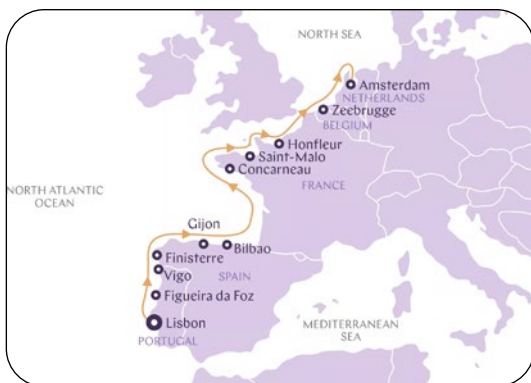 NORTH SEA
Amsterdam
NETHERLANDS
Zeebrugge
BELGIUM
Honfleur
Saint-Malo
Concarneau
FRANCE
NORTH ATLANTIC
OCEAN
Gijon
Bilbao
Finisterre
SPAIN
Vigo
Figueira da Foz
Lisbon
PORTUGAL
MEDITERRANEAN
SEA